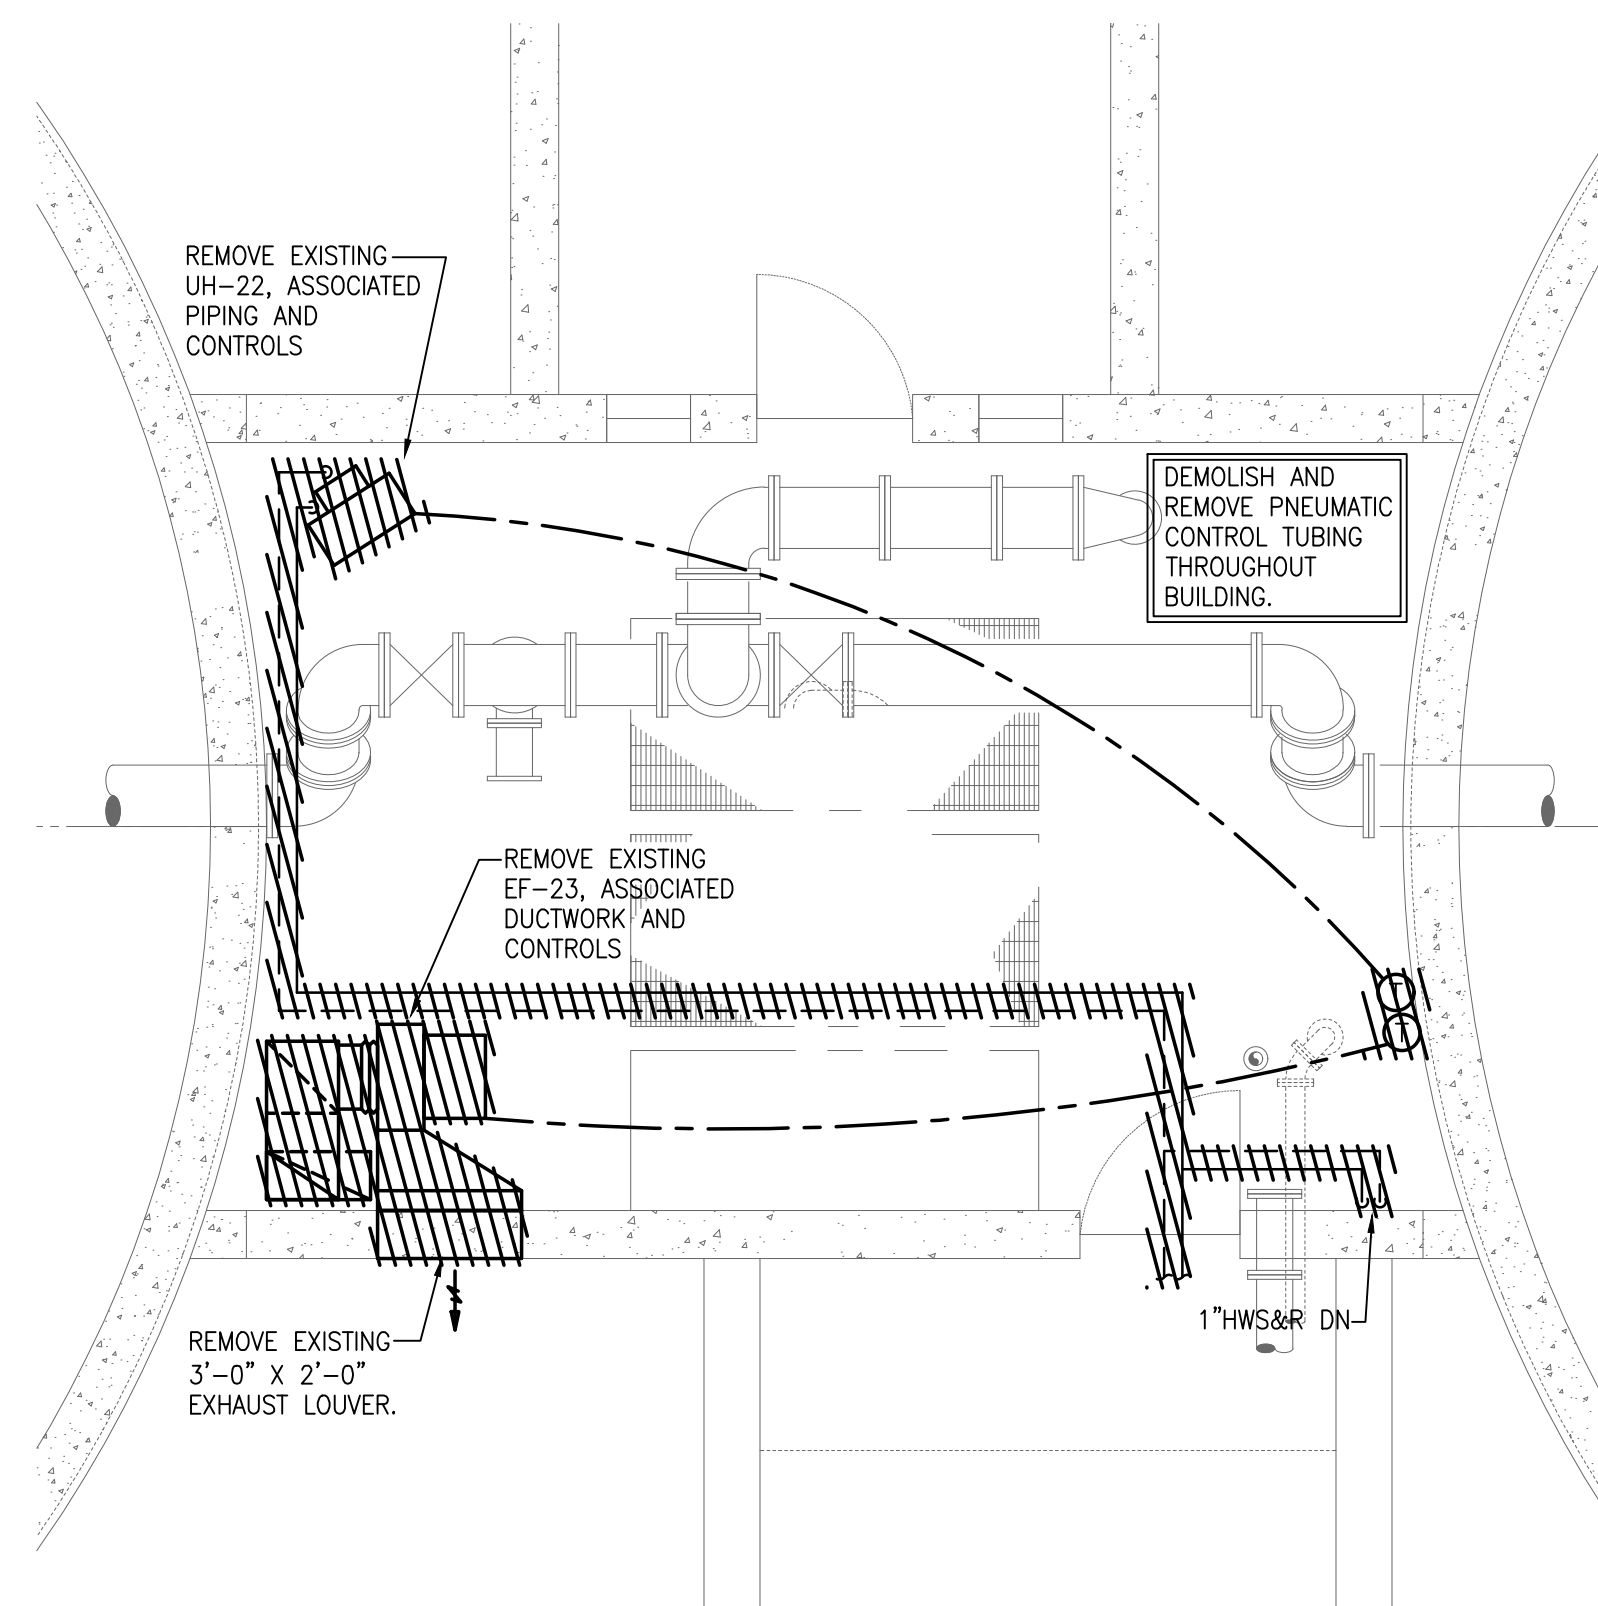 REMOVE EXISTING
UH-22, ASSOCIATED
PIPING AND
CONTROLS
DEMOLISH AND
REMOVE PNEUMATIC
CONTROL TUBING
THROUGHOUT
BUILDING.
REMOVE EXISTING
EF-23, ASSOCIATED
DUCTWORK AND
CONTROLS
T
T
1"HWS&R DN
REMOVE EXISTING
3'-0" X 2'-0"
EXHAUST LOUVER.